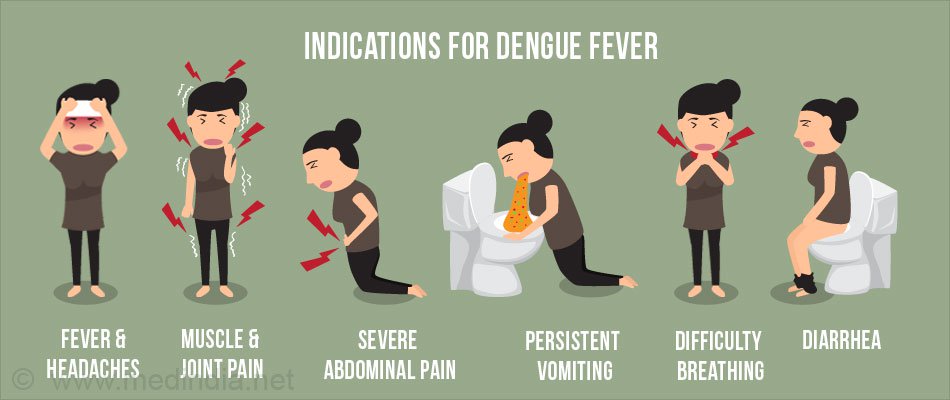 INDICATIONS FOR DENGUE FEVER
FEVER &
HEADACHES
MUSCLE &
JOINT PAIN
SEVERE
ABDOMINAL PAIN
PERSISTENT
VOMITING
DIFFICULTY
BREATHING
DIARRHEA
© www.medindia.net